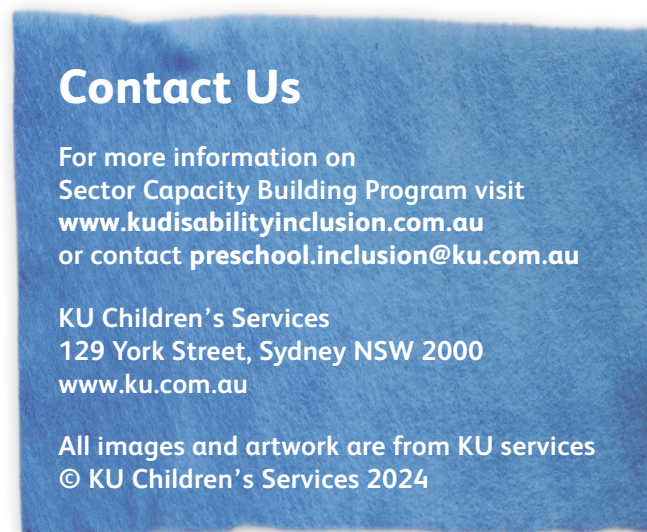 Contact Us
For more information on
Sector Capacity Building Program visit
www.kudisabilityinclusion.com.au
or contact preschool.inclusion@ku.com.au
KU Children’s Services
129 York Street, Sydney NSW 2000
www.ku.com.au
All images and artwork are from KU services
© KU Children’s Services 2024